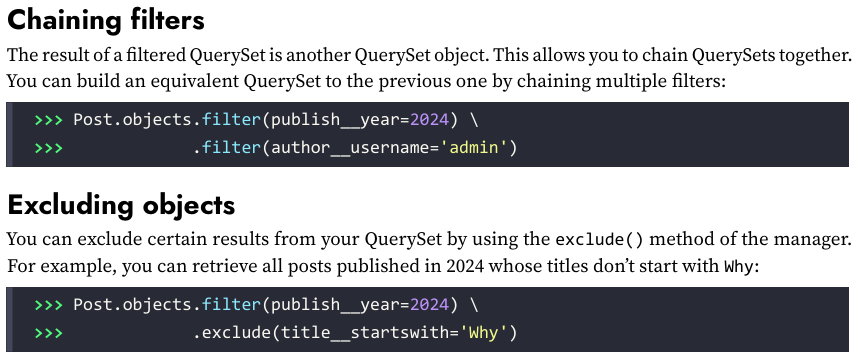 Chaining filters
The result of a filtered QuerySet is another QuerySet object. This allows you to chain QuerySets together.
You can build an equivalent QuerySet to the previous one by chaining multiple filters:
>>> Post.objects.filter(publish__year=2024) \
>>>             .filter(author__username='admin')
Excluding objects
You can exclude certain results from your QuerySet by using the exclude() method of the manager.
For example, you can retrieve all posts published in 2024 whose titles don’t start with Why:
>>> Post.objects.filter(publish__year=2024) \
>>>             .exclude(title__startswith='Why')